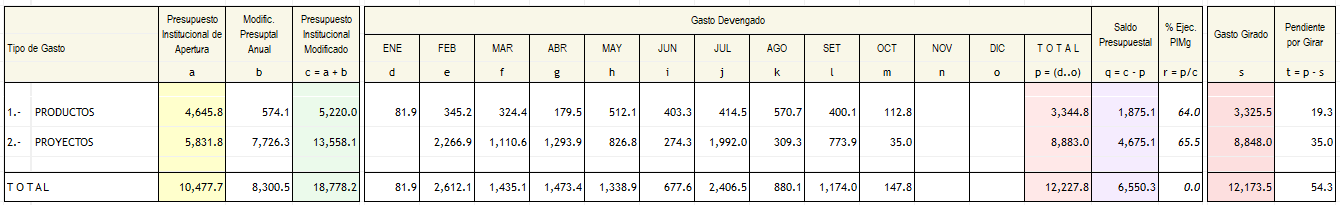 Tipo de Gasto | Presupuesto Institucional de Apertura | Modific. Presuptal Anual | Presupuesto Institucional Modificado | Gasto Devengado | Saldo Presupuestal | % Ejec. PIMg | Gasto Girado | Pendiente por Girar
ENE | FEB | MAR | ABR | MAY | JUN | JUL | AGO | SET | OCT | NOV | DIC | T O T A L
a | b | c = a + b | d | e | f | g | h | i | j | k | l | m | n | o | p = (d..o) | q = c - p | r = p/c | s | t = p - s
1.- PRODUCTOS | 4,645.8 | 574.1 | 5,220.0 | 81.9 | 345.2 | 324.4 | 179.5 | 512.1 | 403.3 | 414.5 | 570.7 | 400.1 | 112.8 | 3,344.8 | 1,875.1 | 64.0 | 3,325.5 | 19.3
2.- PROYECTOS | 5,831.8 | 7,726.3 | 13,558.1 | 2,266.9 | 1,110.6 | 1,293.9 | 826.8 | 274.3 | 1,992.0 | 309.3 | 773.9 | 35.0 | 8,883.0 | 4,675.1 | 65.5 | 8,848.0 | 35.0
T O T A L | 10,477.7 | 8,300.5 | 18,778.2 | 81.9 | 2,612.1 | 1,435.1 | 1,473.4 | 1,338.9 | 677.6 | 2,406.5 | 880.1 | 1,174.0 | 147.8 | 12,227.8 | 6,550.3 | 0.0 | 12,173.5 | 54.3